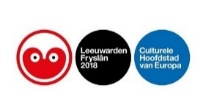 Leeuwarden
Fryslân
2018
Culturele
Hoofdstad
van Europa